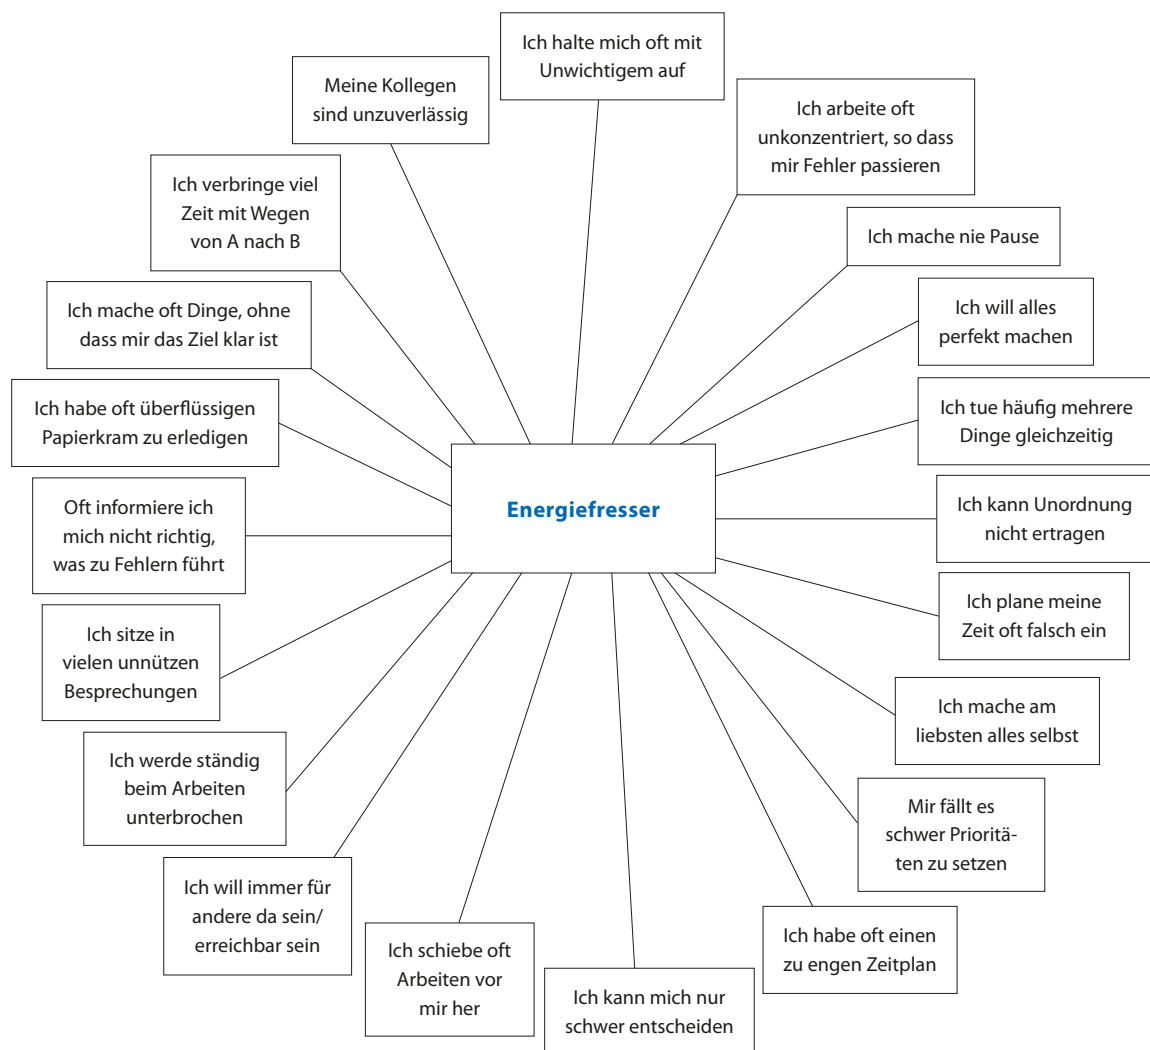 Ich halte mich oft mit
Unwichtigem auf
Meine Kollegen
sind unzuverlässig
Ich arbeite oft
unkonzentriert, so dass
mir Fehler passieren
Ich verbringe viel
Zeit mit Wegen
von A nach B
Ich mache nie Pause
Ich mache oft Dinge, ohne
dass mir das Ziel klar ist
Ich will alles
perfekt machen
Ich habe oft überflüssigen
Papierkram zu erledigen
Ich tue häufig mehrere
Dinge gleichzeitig
Energiefresser
Oft informiere ich
mich nicht richtig,
was zu Fehlern führt
Ich kann Unordnung
nicht ertragen
Ich sitze in
vielen unnützen
Besprechungen
Ich plane meine
Zeit oft falsch ein
Ich werde ständig
beim Arbeiten
unterbrochen
Ich mache am
liebsten alles selbst
Mir fällt es
schwer Prioritä-
ten zu setzen
Ich will immer für
andere da sein/
erreichbar sein
Ich schiebe oft
Arbeiten vor
mir her
Ich kann mich nur
schwer entscheiden
Ich habe oft einen
zu engen Zeitplan